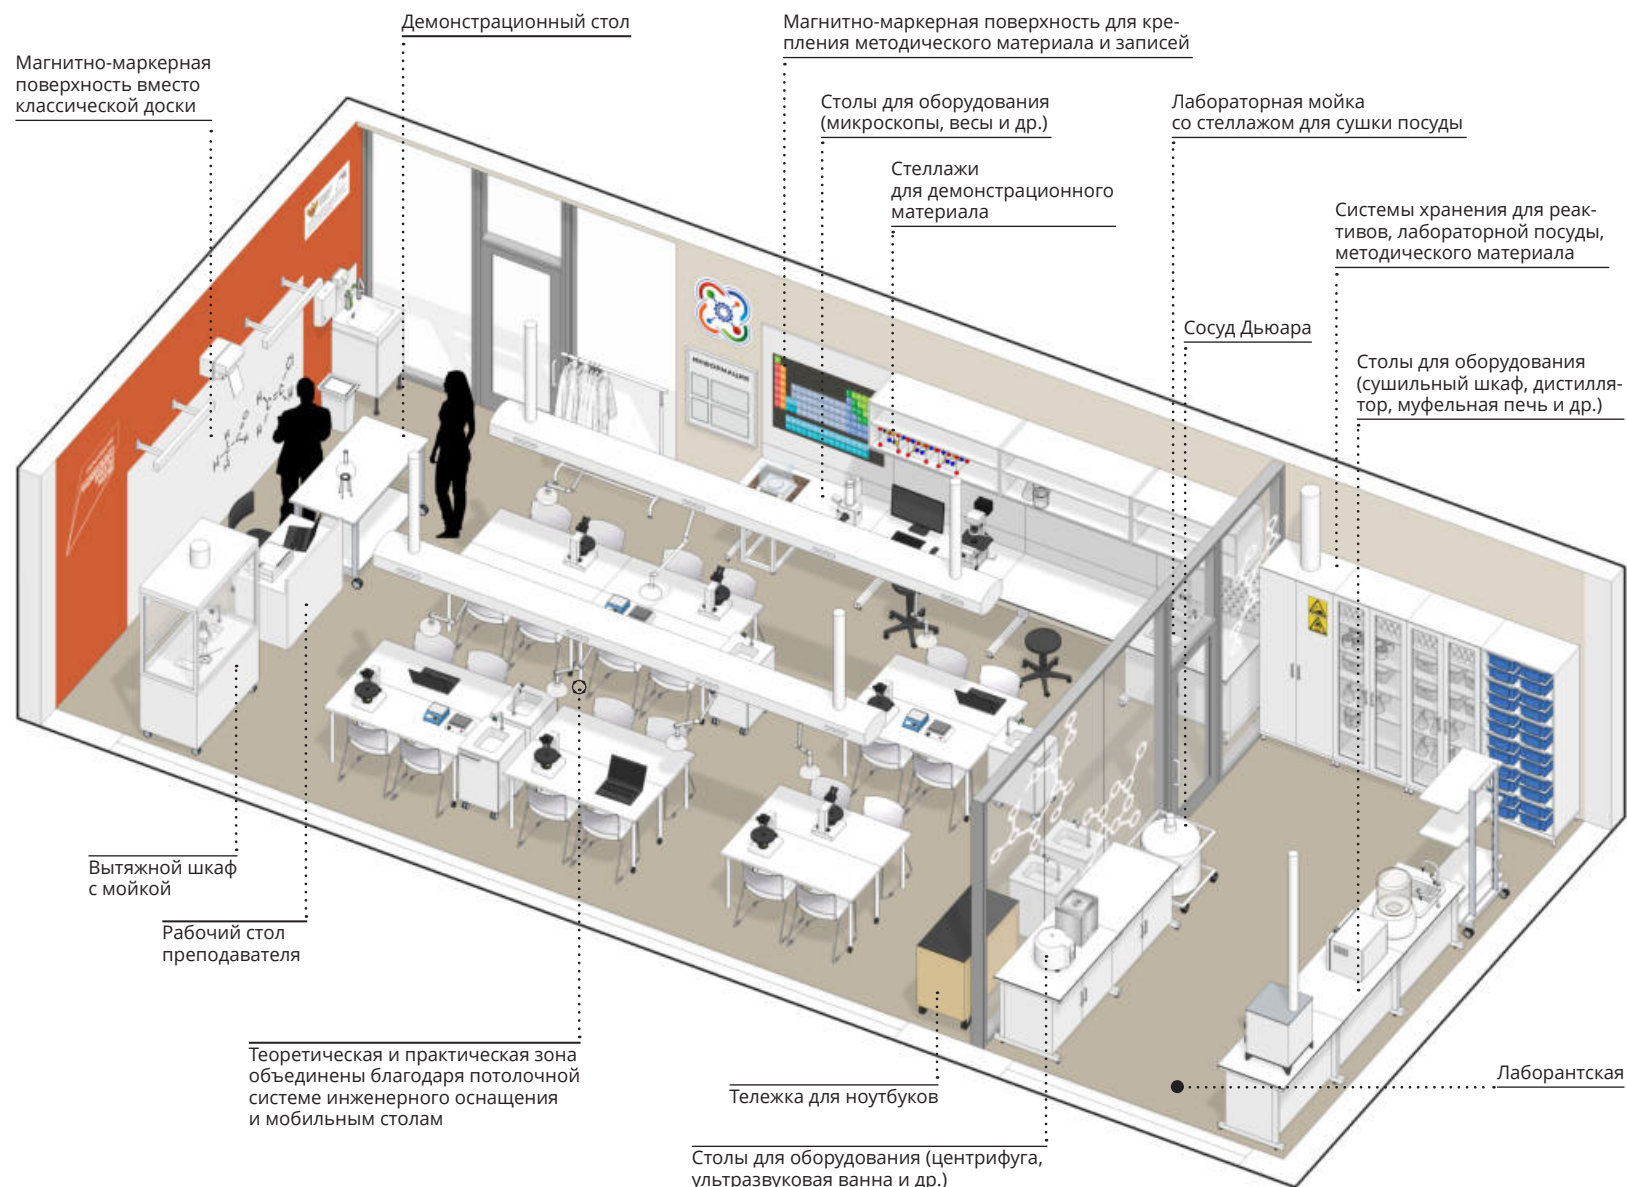 Демонстрационный стол
Магнитно-маркерная поверхность для кре-
пления методического материала и записей
Магнитно-маркерная
поверхность вместо
классической доски
Столы для оборудования
(микроскопы, весы и др.)
Лабораторная мойка
со стеллажом для сушки посуды
Стеллажи
для демонстрационного
материала
Системы хранения для реак-
тивов, лабораторной посуды,
методического материала
Сосуд Дьюара
Столы для оборудования
(сушильный шкаф, дистилля-
тор, муфельная печь и др.)
ИНФОРМАЦИЯ
Вытяжной шкаф
с мойкой
Рабочий стол
преподавателя
Теоретическая и практическая зона
объединены благодаря потолочной
системе инженерного оснащения
и мобильным столам
Тележка для ноутбуков
Лаборантская
Столы для оборудования (центрифуга,
ультразвуковая ванна и др.)